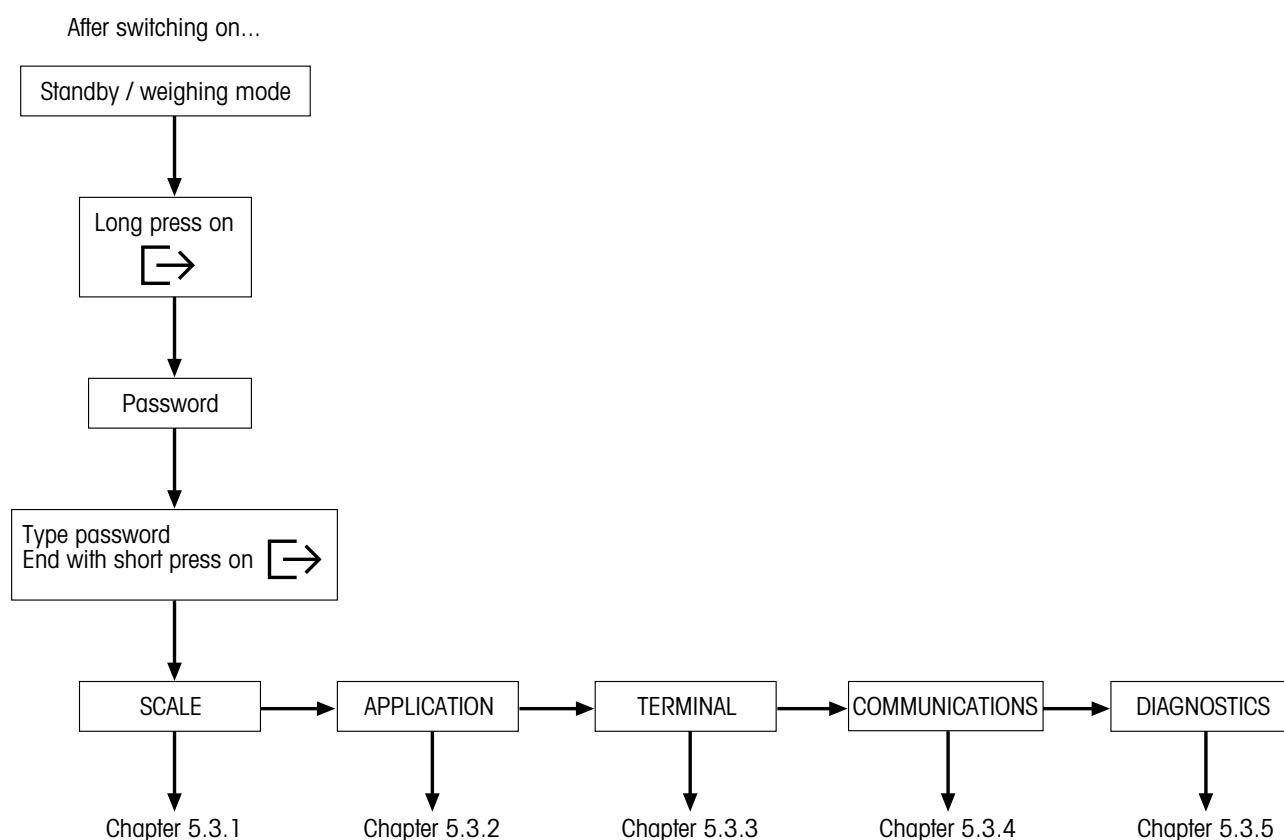 After switching on...
Standby / weighing mode
Long press on
Password
Type password
End with short press on
SCALE
APPLICATION
TERMINAL
COMMUNICATIONS
DIAGNOSTICS
Chapter 5.3.1
Chapter 5.3.2
Chapter 5.3.3
Chapter 5.3.4
Chapter 5.3.5